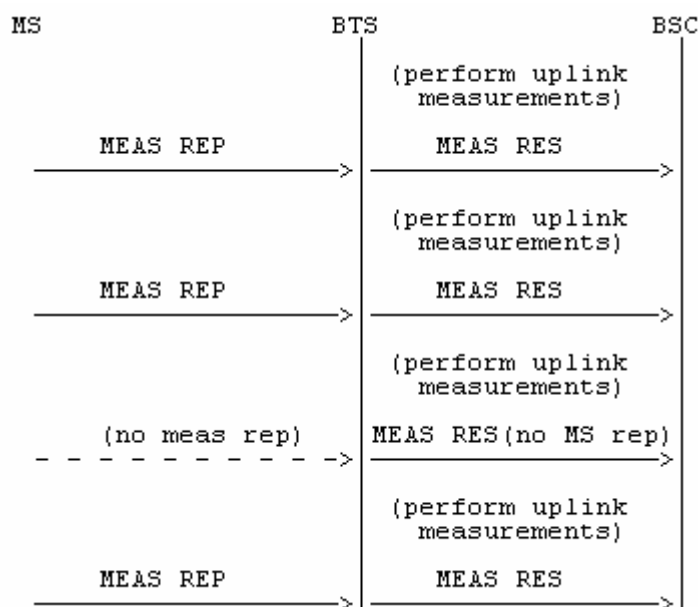 MS BTS BSC
(perform uplink
measurements)
MEAS REP MEAS RES
(perform uplink
measurements)
MEAS REP MEAS RES
(perform uplink
measurements)
(no meas rep) MEAS RES(no MS rep)
(perform uplink
measurements)
MEAS REP MEAS RES